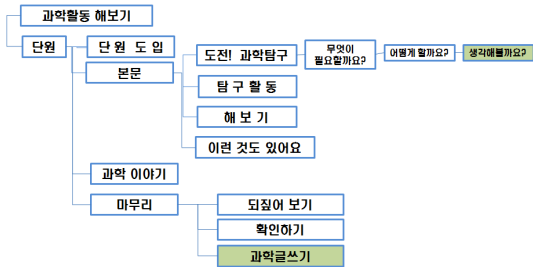 과학활동 해보기
단원
단 원 도 입
본문
도전! 과학탐구
무엇이
필요할까요?
어떻게 할까요?
생각해볼까요?
탐 구 활 동
해 보 기
이런 것도 있어요
과학 이야기
마무리
되짚어 보기
확인하기
과학글쓰기